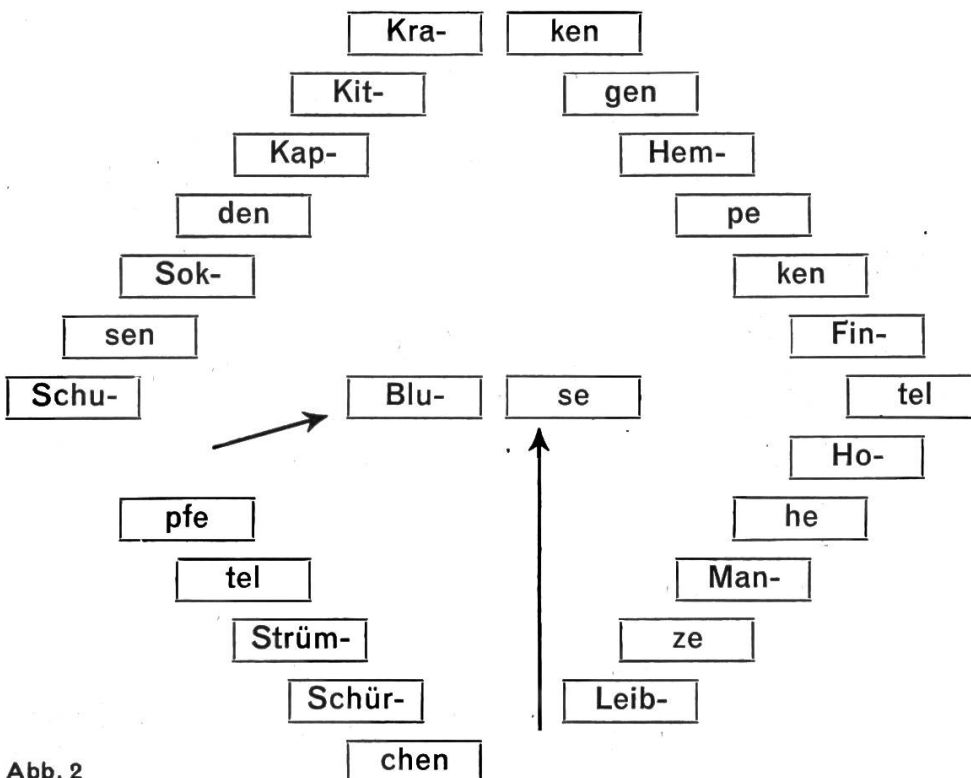 Kra- ken
Kit- gen
Kap- Hem-
den pe
Sok- ken
sen Fin-
Schu- Blu- se tel
Ho-
pfe he
tel Man-
Strüm- ze
Schür- Leib-
Abb. 2 chen